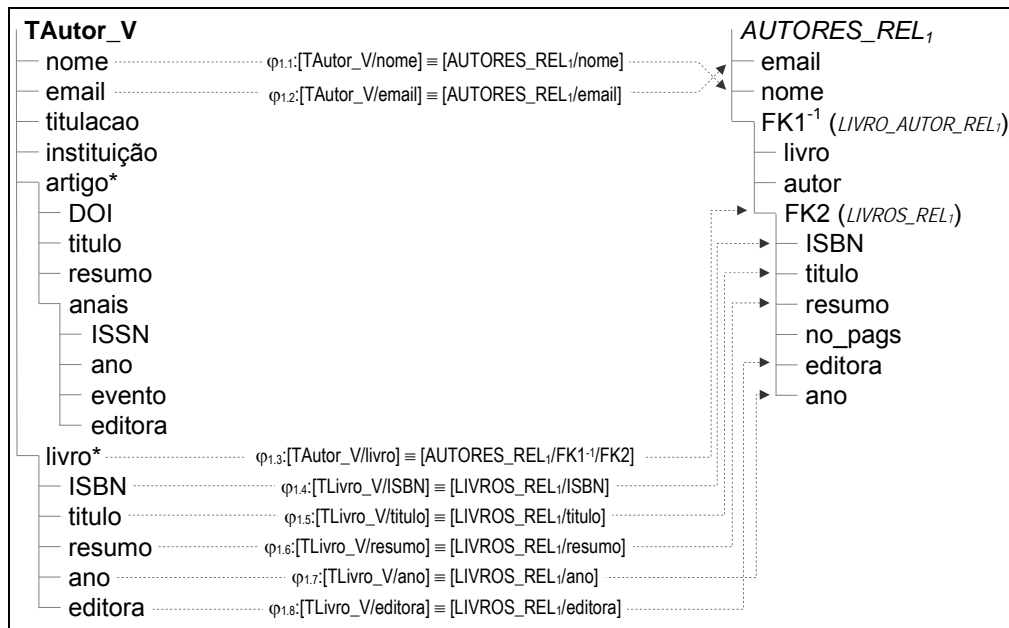 TAutor_V
nome
email
titulacao
instituição
artigo*
DOI
titulo
resumo
anais
ISSN
ano
evento
editora
livro*
ISBN
titulo
resumo
ano
editora
φ1.1:[TAutor_V/nome] ≡ [AUTORES_REL1/nome]
φ1.2:[TAutor_V/email] ≡ [AUTORES_REL1/email]
φ1.3:[TAutor_V/livro] ≡ [AUTORES_REL1/FK1-1/FK2]
φ1.4:[TLivro_V/ISBN] ≡ [LIVROS_REL1/ISBN]
φ1.5:[TLivro_V/titulo] ≡ [LIVROS_REL1/titulo]
φ1.6:[TLivro_V/resumo] ≡ [LIVROS_REL1/resumo]
φ1.7:[TLivro_V/ano] ≡ [LIVROS_REL1/ano]
φ1.8:[TLivro_V/editora] ≡ [LIVROS_REL1/editora]
AUTORES_REL1
email
nome
FK1-1 (LIVRO_AUTOR_REL1)
livro
autor
FK2 (LIVROS_REL1)
ISBN
titulo
resumo
no_pags
editora
ano